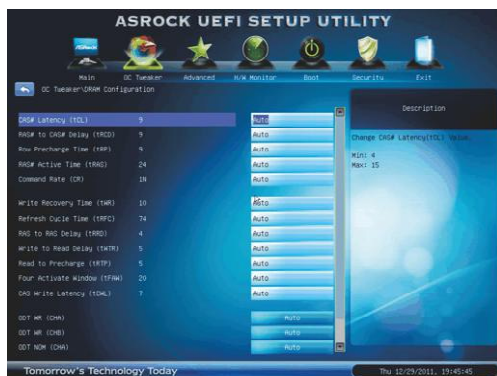 ASROCK UEFI SETUP UTILITY
Main
OC Tweaker
Advanced
H/W Monitor
Boot
Security
Exit
OC Tweaker\DRAM Configuration
Description
CAS# Latency (tCL) 9 Auto
RAS# to CAS# Delay (tRCD) 9 Auto
Row Precharge Time (tRP) 9 Auto
RAS# Active Time (tRAS) 24 Auto
Command Rate (CR) 1N Auto
Write Recovery Time (tWR) 10 Auto
Refresh Cycle Time (tRFC) 74 Auto
RAS to RAS Delay (tRRD) 4 Auto
Write to Read Delay (tWTR) 5 Auto
Read to Precharge (tRTP) 5 Auto
Four Activate Window (tFAW) 20 Auto
CAS Write Latency (tCWL) 7 Auto
ODT WR (CHA) Auto
ODT WR (CHB) Auto
ODT NOM (CHA) Auto
Change CAS# Latency(tCL) Value.
Min: 4
Max: 15
Tomorrow's Technology Today
Thu 12/29/2011, 19:45:45